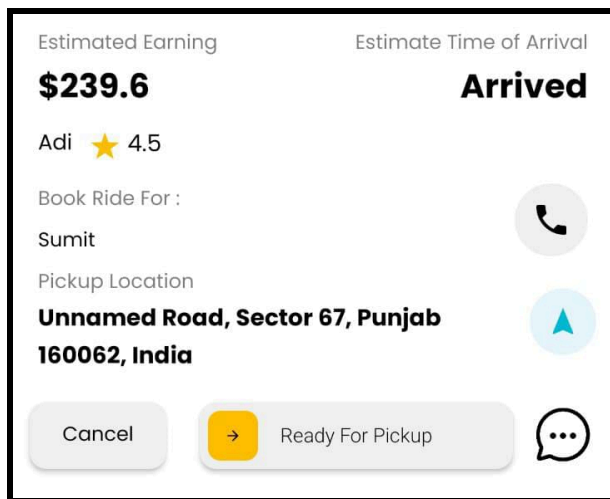 Estimated Earning
Estimate Time of Arrival
$239.6
Arrived
Adi 4.5
Book Ride For :
Sumit
Pickup Location
Unnamed Road, Sector 67, Punjab
160062, India
Cancel
Ready For Pickup